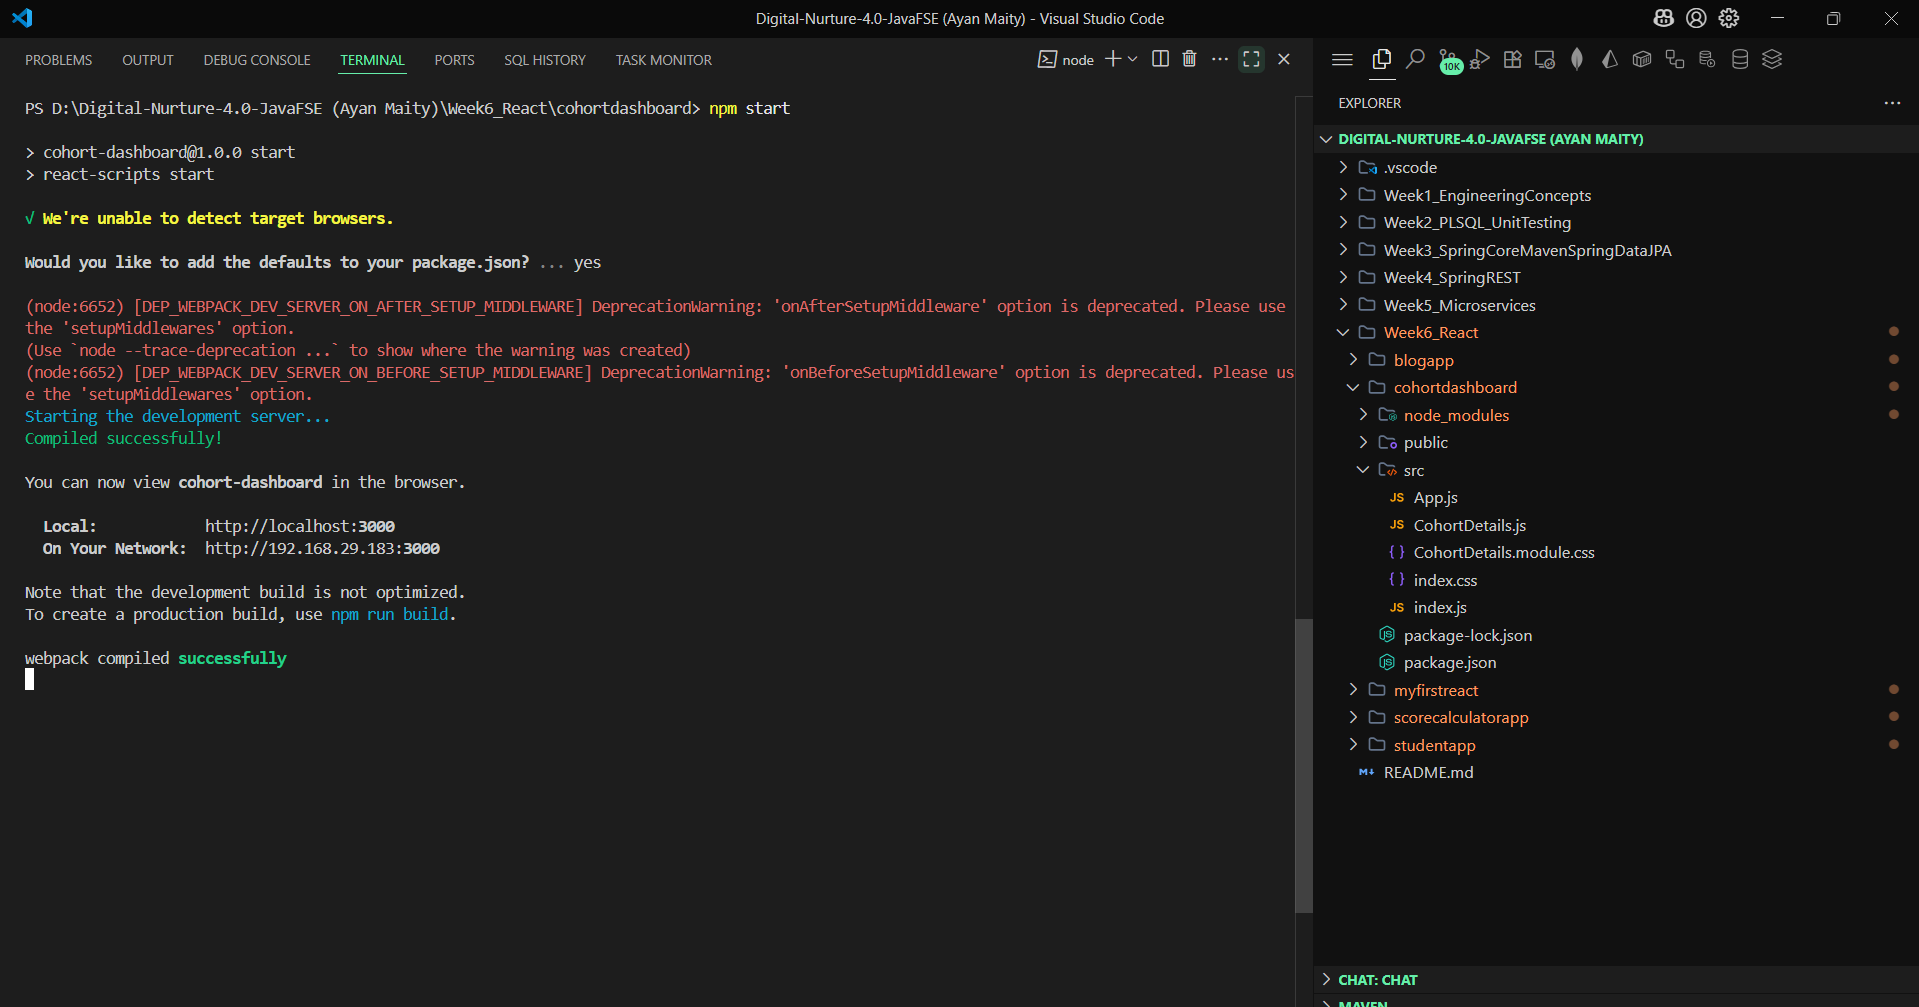 Digital-Nurture-4.0-JavaFSE (Ayan Maity) - Visual Studio Code
PROBLEMS OUTPUT DEBUG CONSOLE TERMINAL PORTS SQL HISTORY TASK MONITOR
node
PS D:\Digital-Nurture-4.0-JavaFSE (Ayan Maity)\Week6_React\cohortdashboard> npm start
> cohort-dashboard@1.0.0 start
> react-scripts start
√ We're unable to detect target browsers.
Would you like to add the defaults to your package.json? ... yes
(node:6652) [DEP_WEBPACK_DEV_SERVER_ON_AFTER_SETUP_MIDDLEWARE] DeprecationWarning: 'onAfterSetupMiddleware' option is deprecated. Please use
the 'setupMiddlewares' option.
(Use `node --trace-deprecation ...` to show where the warning was created)
(node:6652) [DEP_WEBPACK_DEV_SERVER_ON_BEFORE_SETUP_MIDDLEWARE] DeprecationWarning: 'onBeforeSetupMiddleware' option is deprecated. Please us
e the 'setupMiddlewares' option.
Starting the development server...
Compiled successfully!
You can now view cohort-dashboard in the browser.
Local: http://localhost:3000
On Your Network: http://192.168.29.183:3000
Note that the development build is not optimized.
To create a production build, use npm run build.
webpack compiled successfully
10K
EXPLORER
DIGITAL-NURTURE-4.0-JAVAFSE (AYAN MAITY)
.vscode
Week1_EngineeringConcepts
Week2_PLSQL_UnitTesting
Week3_SpringCoreMavenSpringDataJPA
Week4_SpringREST
Week5_Microservices
Week6_React
blogapp
cohortdashboard
node_modules
public
src
JS App.js
JS CohortDetails.js
{ } CohortDetails.module.css
{ } index.css
JS index.js
package-lock.json
package.json
myfirstreact
scorecalculatorapp
studentapp
README.md
CHAT: CHAT
MAVEN